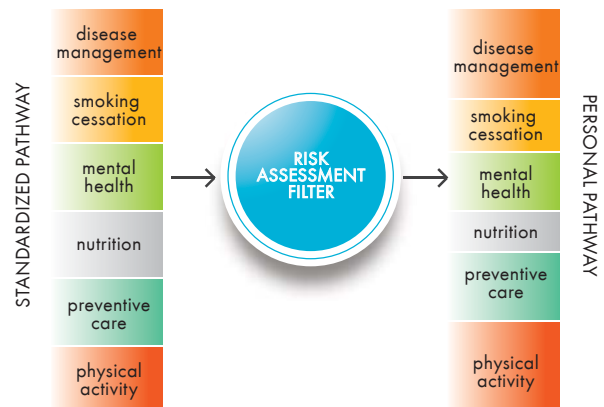 STANDARDIZED PATHWAY
disease
management
smoking
cessation
mental
health
nutrition
preventive
care
physical
activity
RISK
ASSESSMENT
FILTER
disease
management
smoking
cessation
mental
health
nutrition
preventive
care
physical
activity
PERSONAL PATHWAY